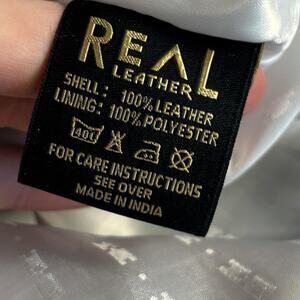 REAL
LEATHER
SHELL: 100% LEATHER
LINING: 100% POLYESTER
40
FOR CARE INSTRUCTIONS
SEE OVER
MADE IN INDIA